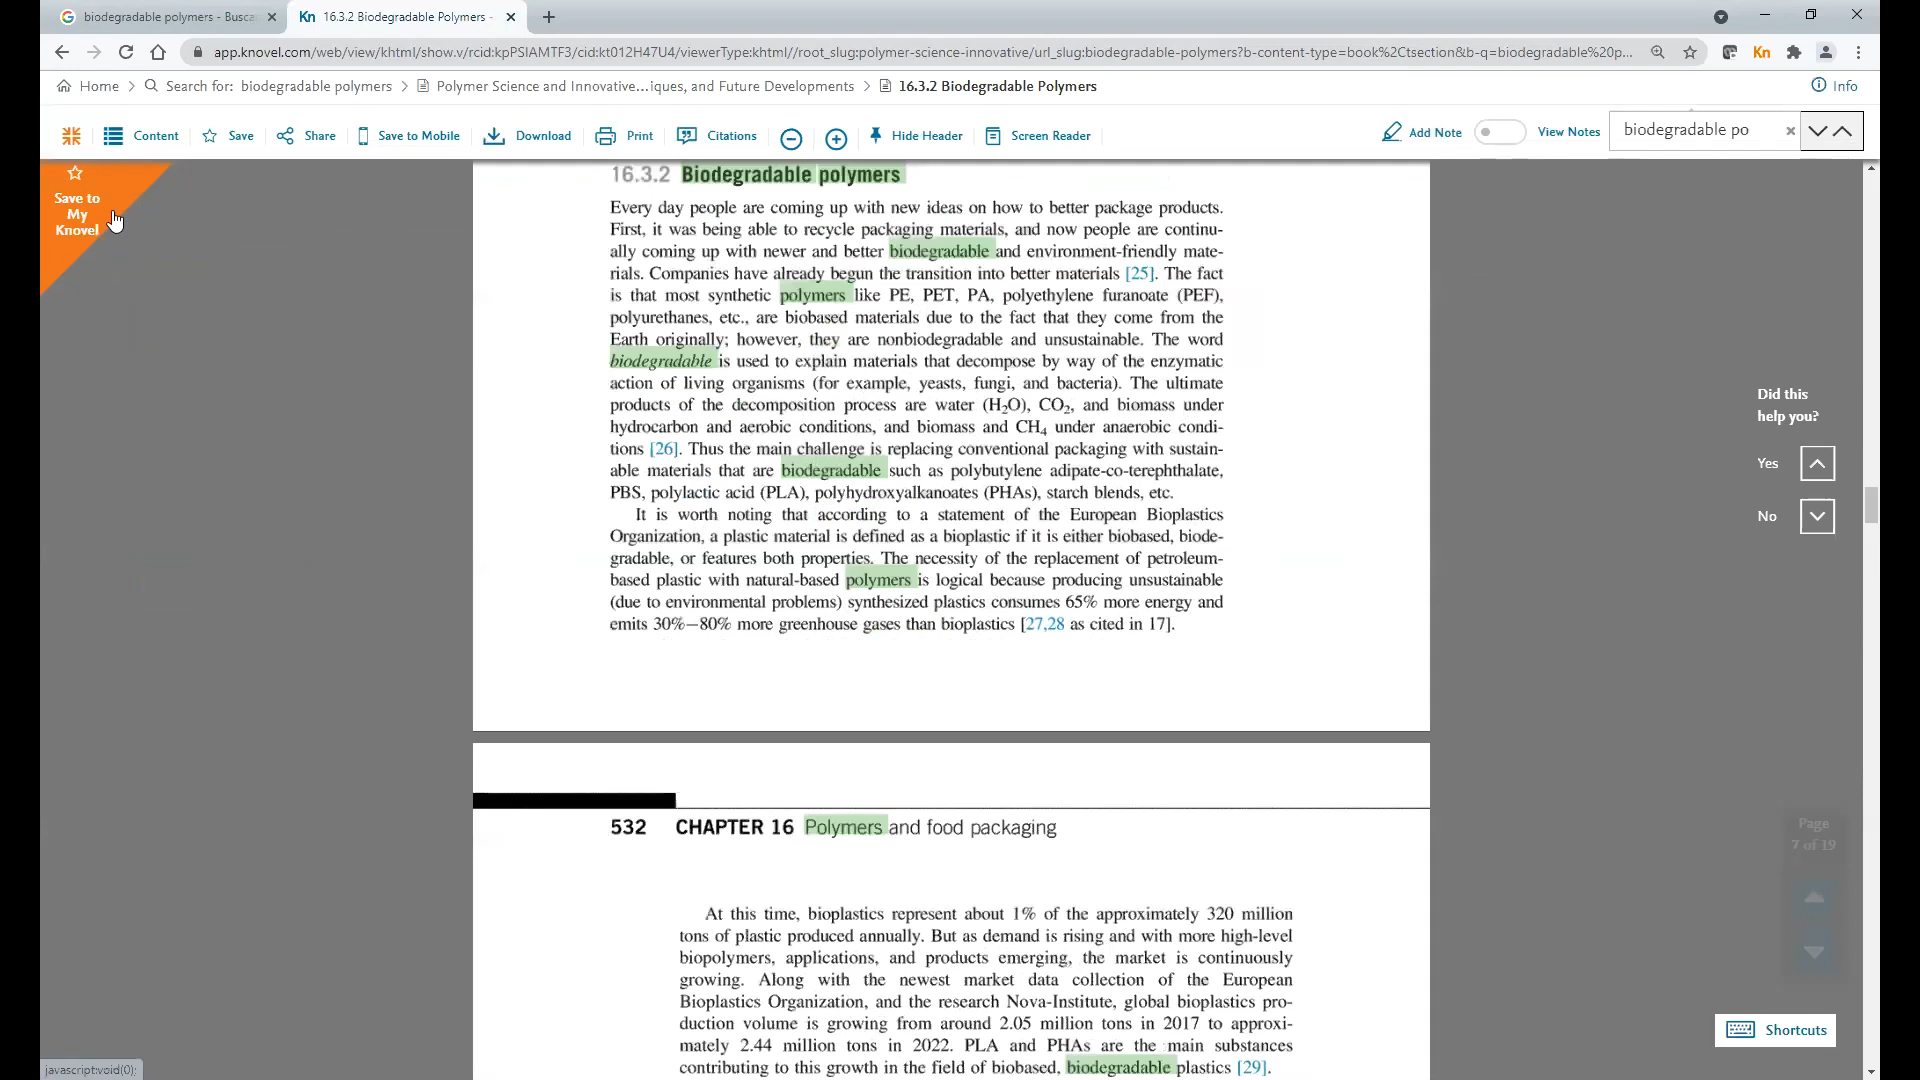 biodegradable polymers - Busca
16.3.2 Biodegradable Polymers -
app.knovel.com/web/view/khtml/show.v/rcid:kpPSIAMTF3/cid:kt012H47U4/viewerType:khtml//root_slug:polymer-science-innovative/url_slug:biodegradable-polymers?b-content-type=book%2Ctsection&b-q=biodegradable%20p...
Home > Search for: biodegradable polymers > Polymer Science and Innovative...iques, and Future Developments > 16.3.2 Biodegradable Polymers
Info
Content Save Share Save to Mobile Download Print Citations Hide Header Screen Reader Add Note View Notes biodegradable po
Save to
My
Knovel
16.3.2 Biodegradable polymers
Every day people are coming up with new ideas on how to better package products.
First, it was being able to recycle packaging materials, and now people are continu-
ally coming up with newer and better biodegradable and environment-friendly mate-
rials. Companies have already begun the transition into better materials [25]. The fact
is that most synthetic polymers like PE, PET, PA, polyethylene furanoate (PEF),
polyurethanes, etc., are biobased materials due to the fact that they come from the
Earth originally; however, they are nonbiodegradable and unsustainable. The word
biodegradable is used to explain materials that decompose by way of the enzymatic
action of living organisms (for example, yeasts, fungi, and bacteria). The ultimate
products of the decomposition process are water (H₂O), CO₂, and biomass under
hydrocarbon and aerobic conditions, and biomass and CH₄ under anaerobic condi-
tions [26]. Thus the main challenge is replacing conventional packaging with sustain-
able materials that are biodegradable such as polybutylene adipate-co-terephthalate,
PBS, polylactic acid (PLA), polyhydroxyalkanoates (PHAs), starch blends, etc.
It is worth noting that according to a statement of the European Bioplastics
Organization, a plastic material is defined as a bioplastic if it is either biobased, biode-
gradable, or features both properties. The necessity of the replacement of petroleum-
based plastic with natural-based polymers is logical because producing unsustainable
(due to environmental problems) synthesized plastics consumes 65% more energy and
emits 30%–80% more greenhouse gases than bioplastics [27,28 as cited in 17].
Did this
help you?
Yes
No
532 CHAPTER 16 Polymers and food packaging
Page
7 of 19
At this time, bioplastics represent about 1% of the approximately 320 million
tons of plastic produced annually. But as demand is rising and with more high-level
biopolymers, applications, and products emerging, the market is continuously
growing. Along with the newest market data collection of the European
Bioplastics Organization, and the research Nova-Institute, global bioplastics pro-
duction volume is growing from around 2.05 million tons in 2017 to approxi-
mately 2.44 million tons in 2022. PLA and PHAs are the main substances
contributing to this growth in the field of biobased, biodegradable plastics [29].
Shortcuts
javascript:void(0);